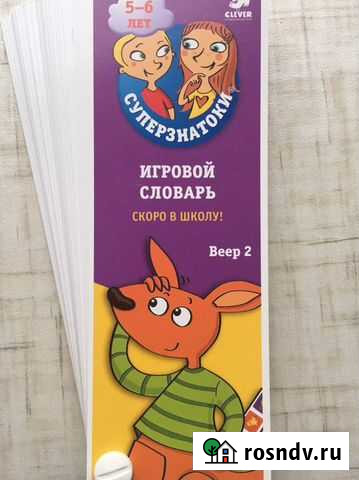 5–6
ЛЕТ
CLEVER
СУПЕРЗНАТОКИ
ИГРОВОЙ
СЛОВАРЬ
СКОРО В ШКОЛУ!
Веер 2
rosndv.ru